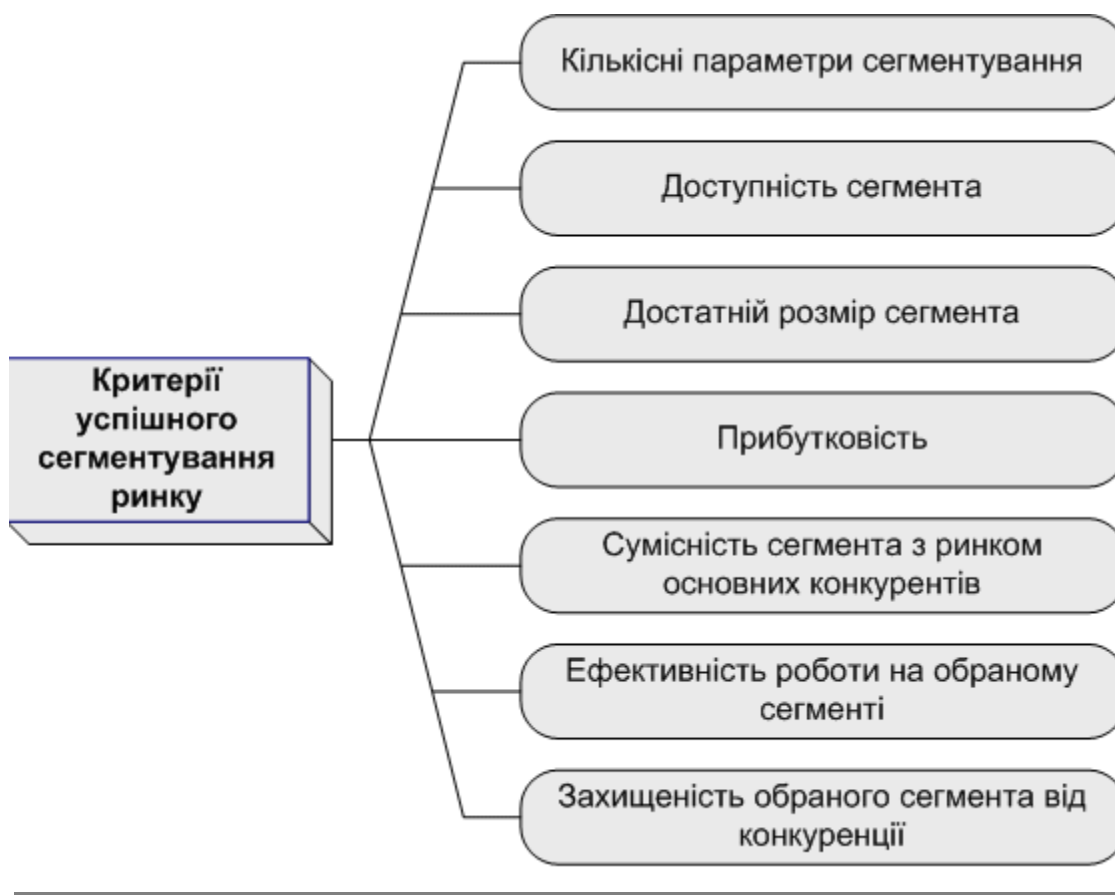 Кількісні параметри сегментування
Доступність сегмента
Достатній розмір сегмента
Критерії
успішного
сегментування
ринку
Прибутковість
Сумісність сегмента з ринком
основних конкурентів
Ефективність роботи на обраному
сегменті
Захищеність обраного сегмента від
конкуренції